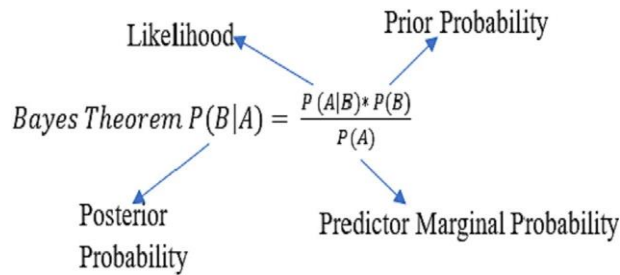 Likelihood
Prior Probability
Bayes Theorem P(B|A) = P(A|B)* P(B) / P(A)
Posterior
Probability
Predictor Marginal Probability